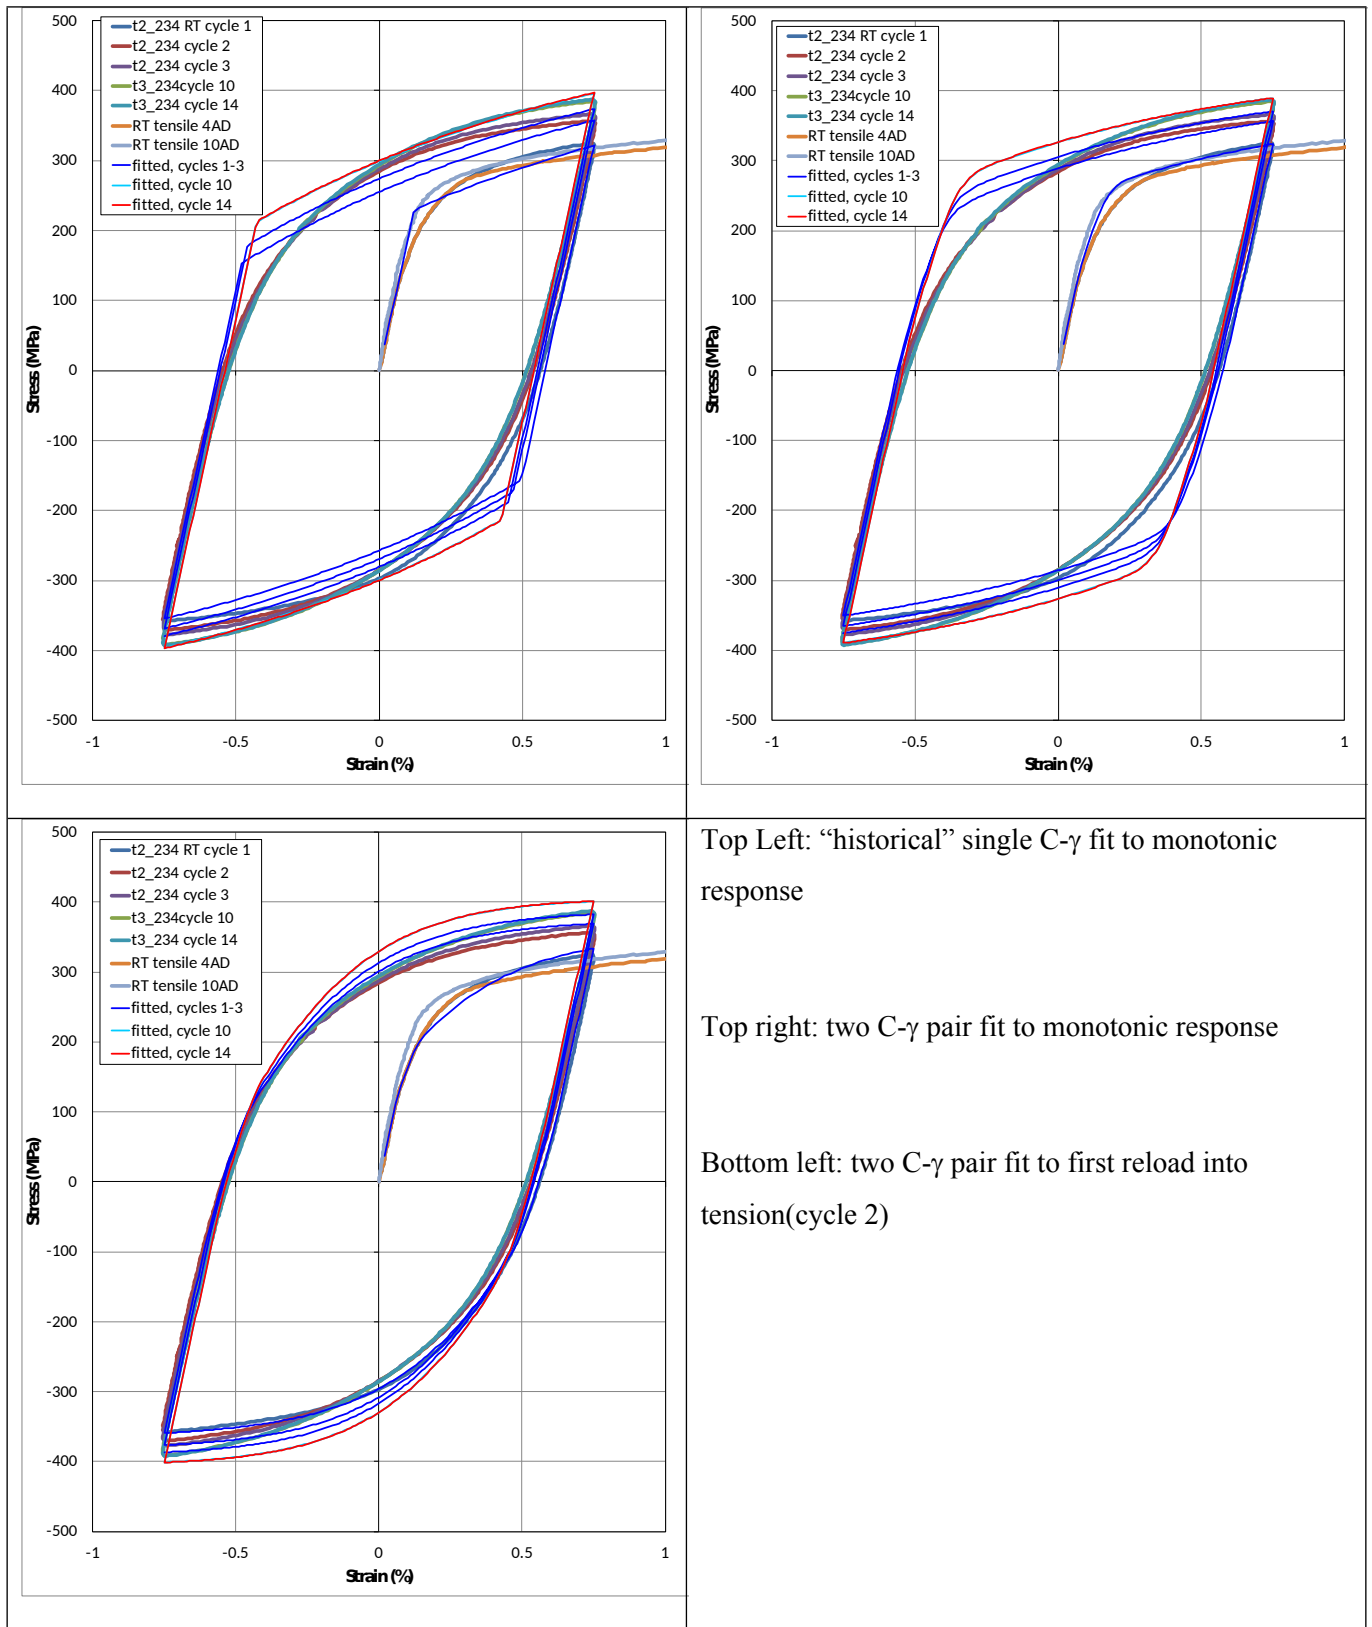 500
400
300
200
100
0
-100
-200
-300
-400
-500
-1
-0.5
0
0.5
1
Stress (MPa)
Strain (%)
t2_234 RT cycle 1
t2_234 cycle 2
t2_234 cycle 3
t3_234cycle 10
t3_234 cycle 14
RT tensile 4AD
RT tensile 10AD
fitted, cycles 1-3
fitted, cycle 10
fitted, cycle 14
500
400
300
200
100
0
-100
-200
-300
-400
-500
-1
-0.5
0
0.5
1
Stress (MPa)
Strain (%)
t2_234 RT cycle 1
t2_234 cycle 2
t2_234 cycle 3
t3_234cycle 10
t3_234 cycle 14
RT tensile 4AD
RT tensile 10AD
fitted, cycles 1-3
fitted, cycle 10
fitted, cycle 14
500
400
300
200
100
0
-100
-200
-300
-400
-500
-1
-0.5
0
0.5
1
Stress (MPa)
Strain (%)
t2_234 RT cycle 1
t2_234 cycle 2
t2_234 cycle 3
t3_234cycle 10
t3_234 cycle 14
RT tensile 4AD
RT tensile 10AD
fitted, cycles 1-3
fitted, cycle 10
fitted, cycle 14
Top Left: “historical” single C-γ fit to monotonic
response
Top right: two C-γ pair fit to monotonic response
Bottom left: two C-γ pair fit to first reload into
tension(cycle 2)